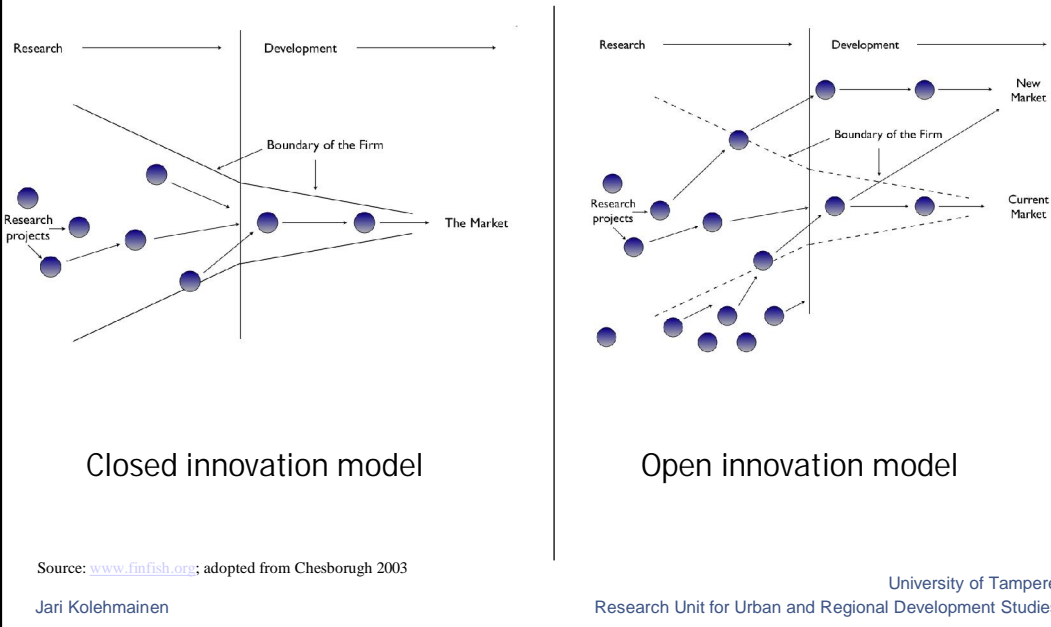 Research
Development
Boundary of the Firm
Research
projects
The Market
Closed innovation model
Research
Development
New
Market
Boundary of the Firm
Research
projects
Current
Market
Open innovation model
Source: www.finfish.org; adopted from Chesborugh 2003
Jari Kolehmainen
University of Tampere
Research Unit for Urban and Regional Development Studies